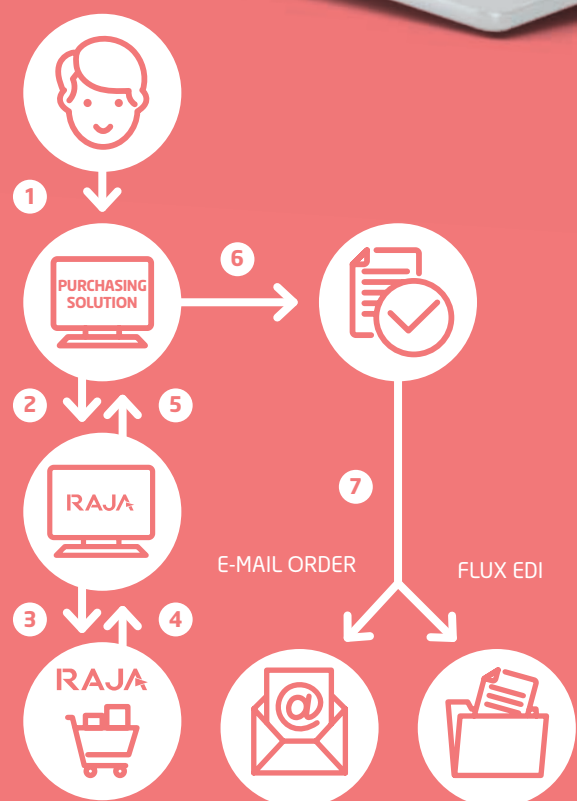 1
6
PURCHASING
SOLUTION
2
5
RAJA
7
E-MAIL ORDER
FLUX EDI
3
4
RAJA
@